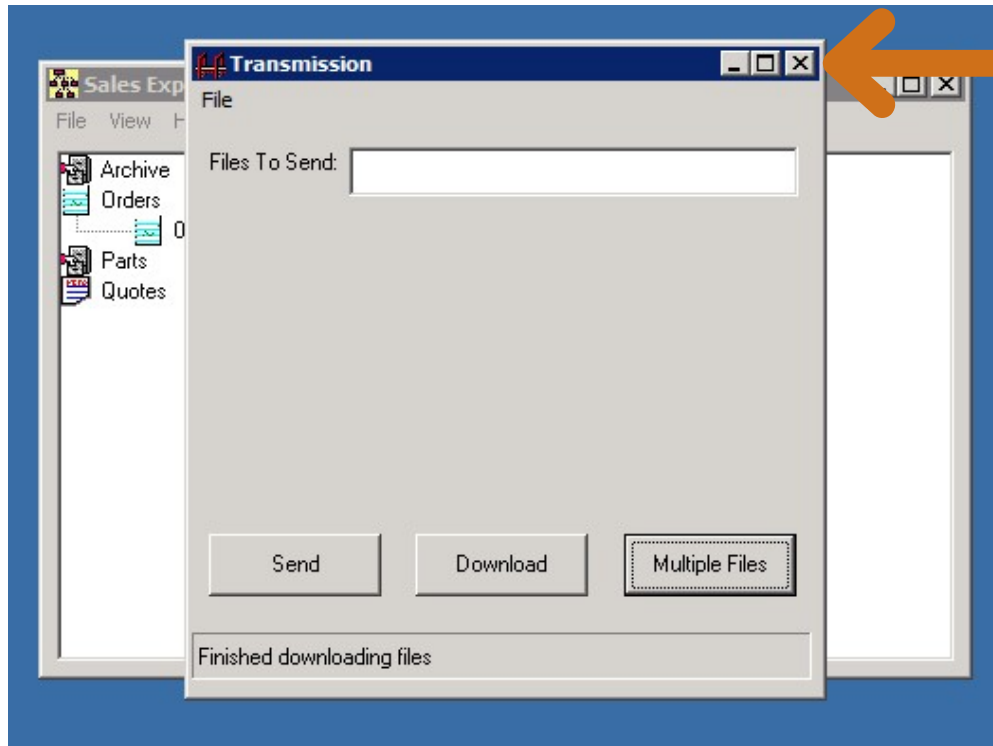 Transmission
Sales Exp
File
File View H
Files To Send:
Archive
Orders
0
Parts
Quotes
Send Download Multiple Files
Finished downloading files